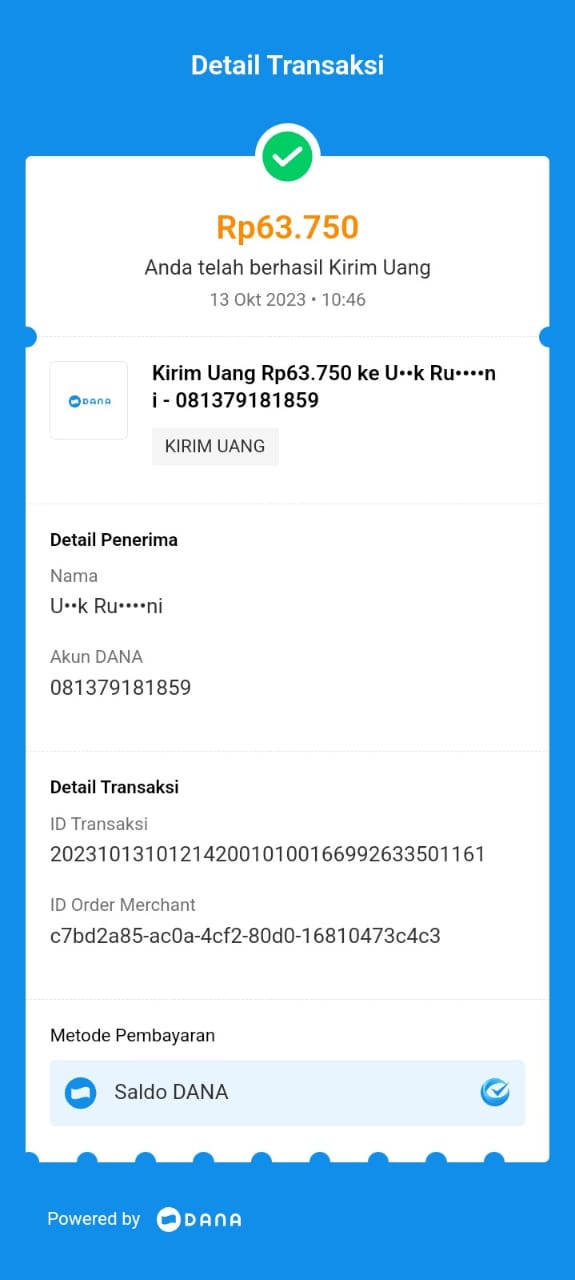 Detail Transaksi
Rp63.750
Anda telah berhasil Kirim Uang
13 Okt 2023 • 10:46
DANA
Kirim Uang Rp63.750 ke U••k Ru••••n
i - 081379181859
KIRIM UANG
Detail Penerima
Nama
U••k Ru••••ni
Akun DANA
081379181859
Detail Transaksi
ID Transaksi
2023101310121420010100166992633501161
ID Order Merchant
c7bd2a85-ac0a-4cf2-80d0-16810473c4c3
Metode Pembayaran
Saldo DANA
Powered by DANA